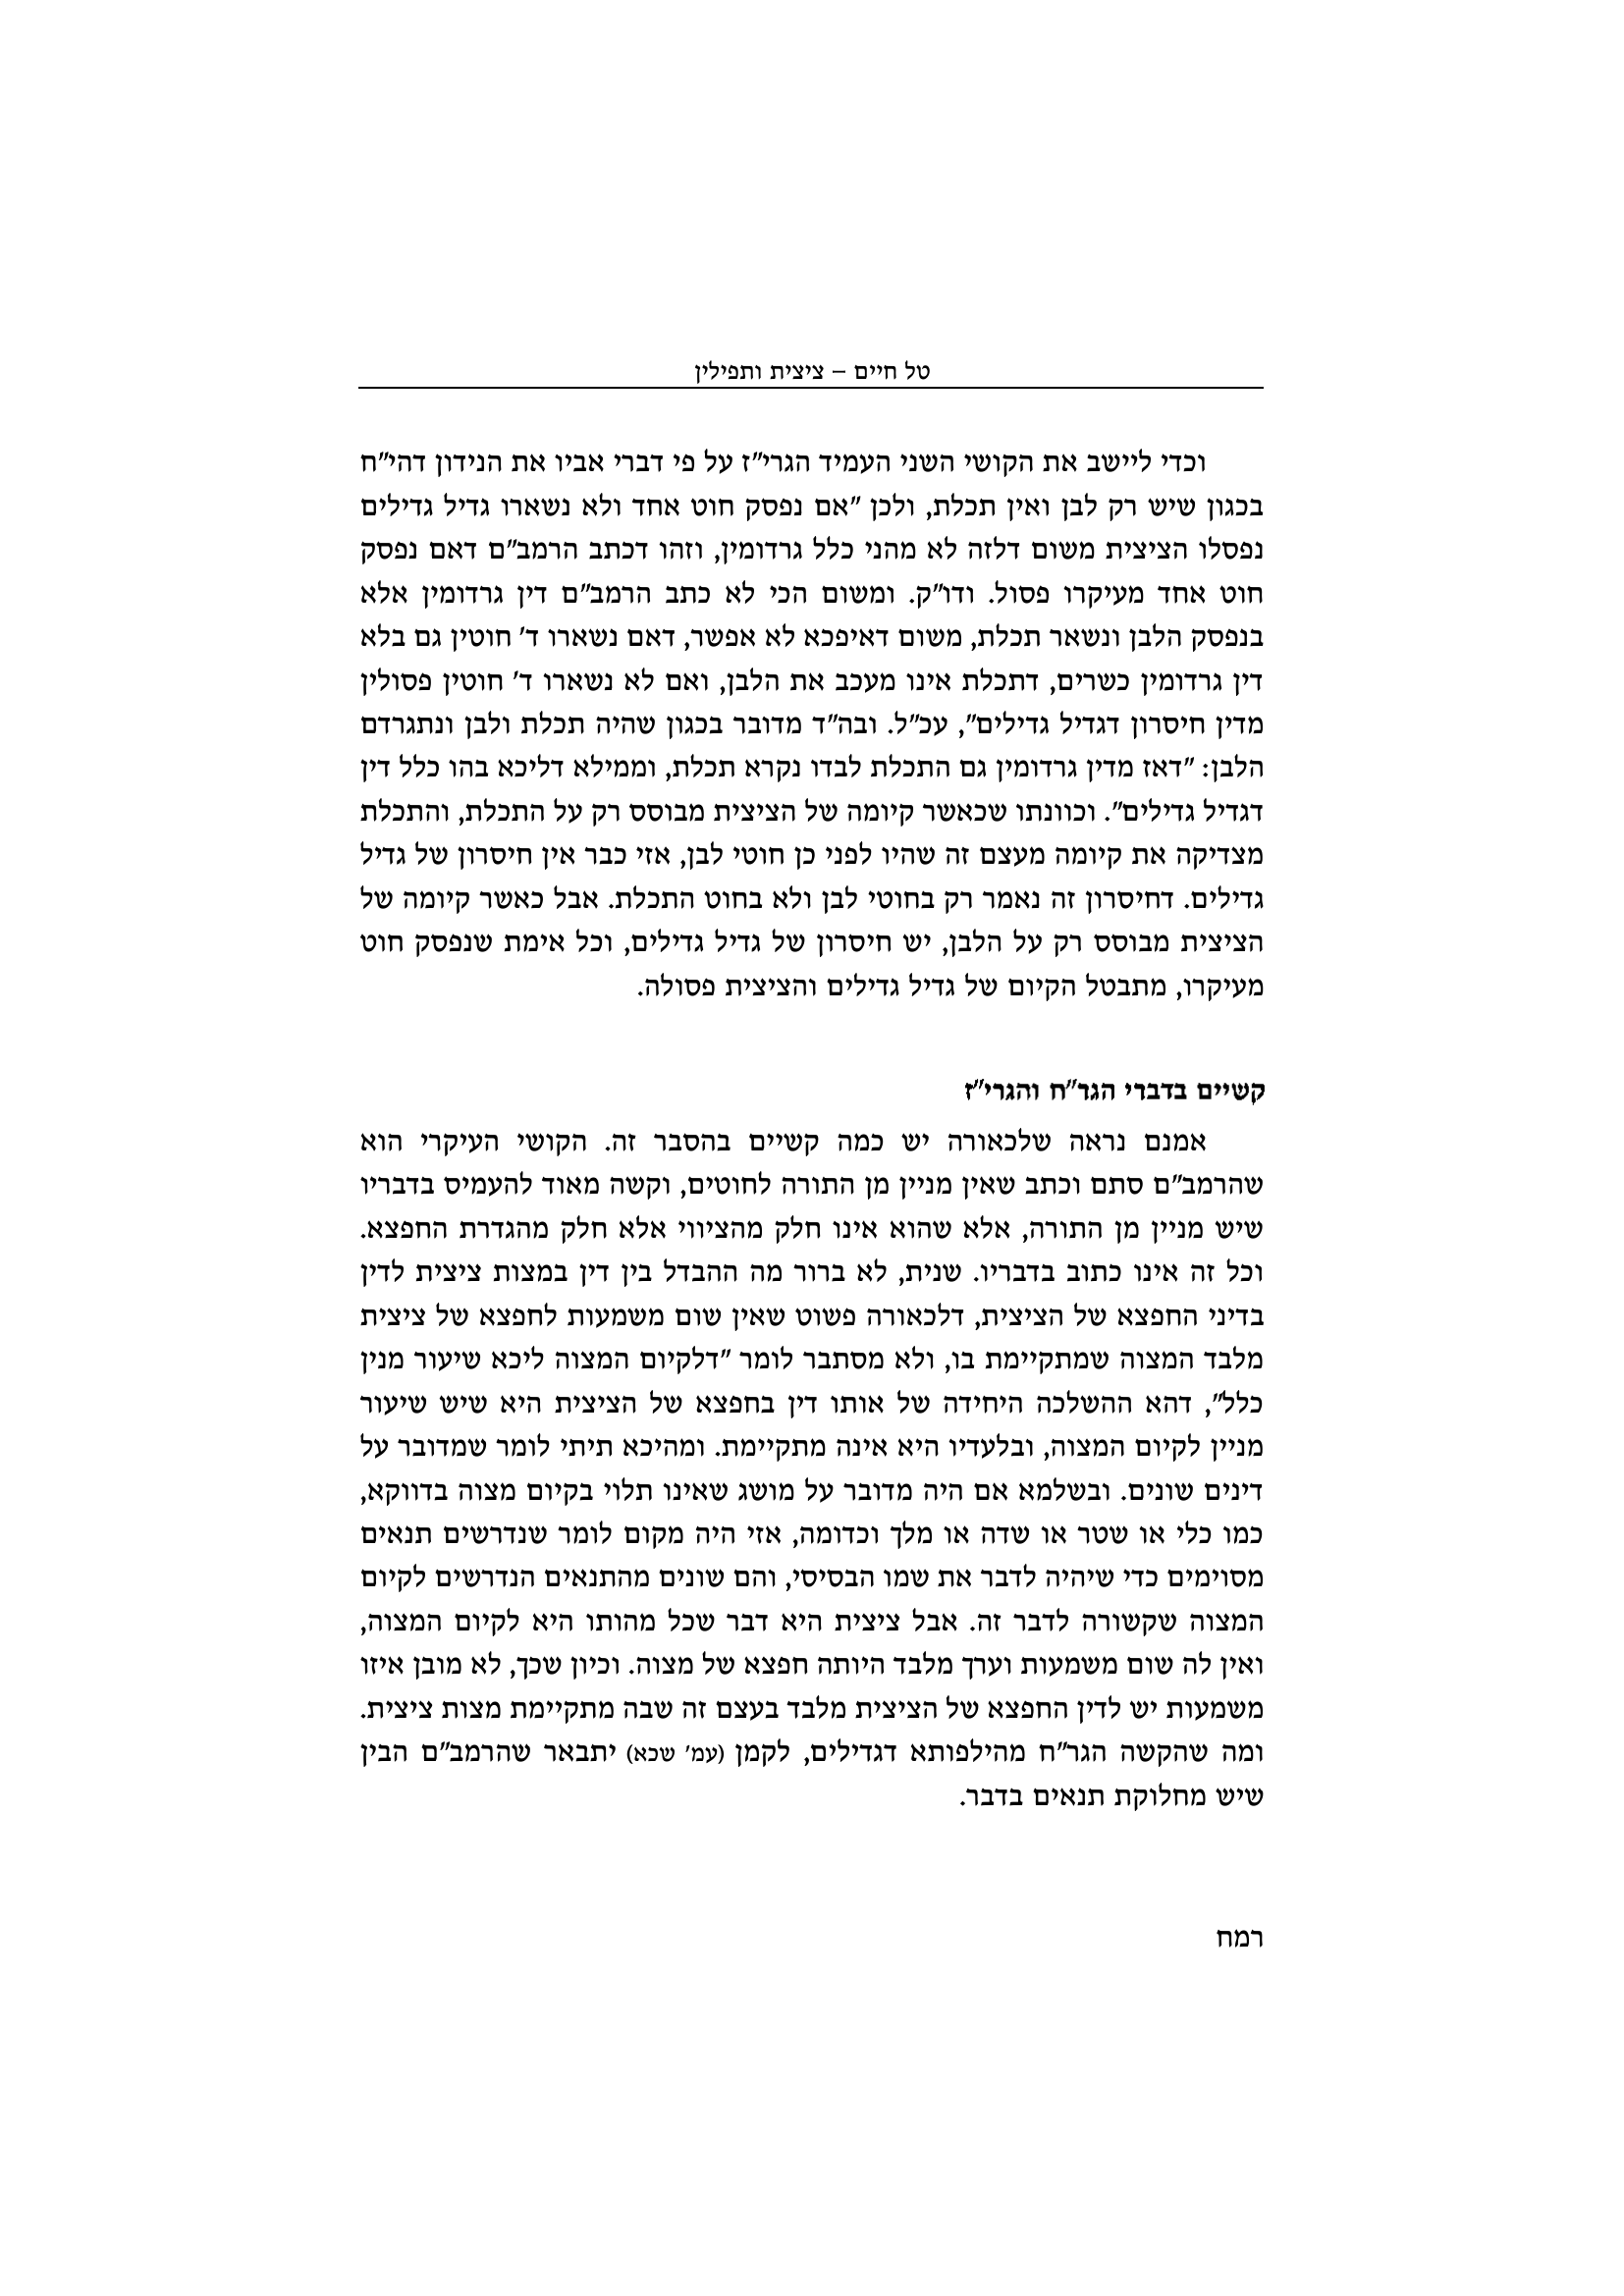 טל חיים – ציצית ותפילין
וכדי ליישב את הקושי השני העמיד הגרי"ז על פי דברי אביו את הנידון דהי"ח
בכגון שיש רק לבן ואין תכלת, ולכן "אם נפסק חוט אחד ולא נשארו גדיל גדילים
נפסלו הציצית משום דלזה לא מהני כלל גרדומין, וזהו דכתב הרמב"ם דאם נפסק
חוט אחד מעיקרו פסול. ודו"ק. ומשום הכי לא כתב הרמב"ם דין גרדומין אלא
בנפסק הלבן ונשאר תכלת, משום דאיפכא לא אפשר, דאם נשארו ד' חוטין גם בלא
דין גרדומין כשרים, דתכלת אינו מעכב את הלבן, ואם לא נשארו ד' חוטין פסולין
מדין חיסרון דגדיל גדילים", עכ"ל. ובה"ד מדובר בכגון שהיה תכלת ולבן ונתגרדם
הלבן: "דאז מדין גרדומין גם התכלת לבדו נקרא תכלת, וממילא דליכא בהו כלל דין
דגדיל גדילים". וכוונתו שכאשר קיומה של הציצית מבוסס רק על התכלת, והתכלת
מצדיקה את קיומה מעצם זה שהיו לפני כן חוטי לבן, אזי כבר אין חיסרון של גדיל
גדילים. דחיסרון זה נאמר רק בחוטי לבן ולא בחוט התכלת. אבל כאשר קיומה של
הציצית מבוסס רק על הלבן, יש חיסרון של גדיל גדילים, וכל אימת שנפסק חוט
מעיקרו, מתבטל הקיום של גדיל גדילים והציצית פסולה.
קשיים בדברי הגר"ח והגרי"ז
אמנם נראה שלכאורה יש כמה קשיים בהסבר זה. הקושי העיקרי הוא
שהרמב"ם סתם וכתב שאין מניין מן התורה לחוטים, וקשה מאוד להעמיס בדבריו
שיש מניין מן התורה, אלא שהוא אינו חלק מהציווי אלא חלק מהגדרת החפצא.
וכל זה אינו כתוב בדבריו. שנית, לא ברור מה ההבדל בין דין במצות ציצית לדין
בדיני החפצא של הציצית, דלכאורה פשוט שאין שום משמעות לחפצא של ציצית
מלבד המצוה שמתקיימת בו, ולא מסתבר לומר "דלקיום המצוה ליכא שיעור מנין
כלל", דהא ההשלכה היחידה של אותו דין בחפצא של הציצית היא שיש שיעור
מניין לקיום המצוה, ובלעדיו היא אינה מתקיימת. ומהיכא תיתי לומר שמדובר על
דינים שונים. ובשלמא אם היה מדובר על מושג שאינו תלוי בקיום מצוה בדווקא,
כמו כלי או שטר או שדה או מלך וכדומה, אזי היה מקום לומר שנדרשים תנאים
מסוימים כדי שיהיה לדבר את שמו הבסיסי, והם שונים מהתנאים הנדרשים לקיום
המצוה שקשורה לדבר זה. אבל ציצית היא דבר שכל מהותו היא לקיום המצוה,
ואין לה שום משמעות וערך מלבד היותה חפצא של מצוה. וכיון שכך, לא מובן איזו
משמעות יש לדין החפצא של הציצית מלבד בעצם זה שבה מתקיימת מצות ציצית.
ומה שהקשה הגר"ח מהילפותא דגדילים, לקמן (עמ' שכא) יתבאר שהרמב"ם הבין
שיש מחלוקת תנאים בדבר.
רמח